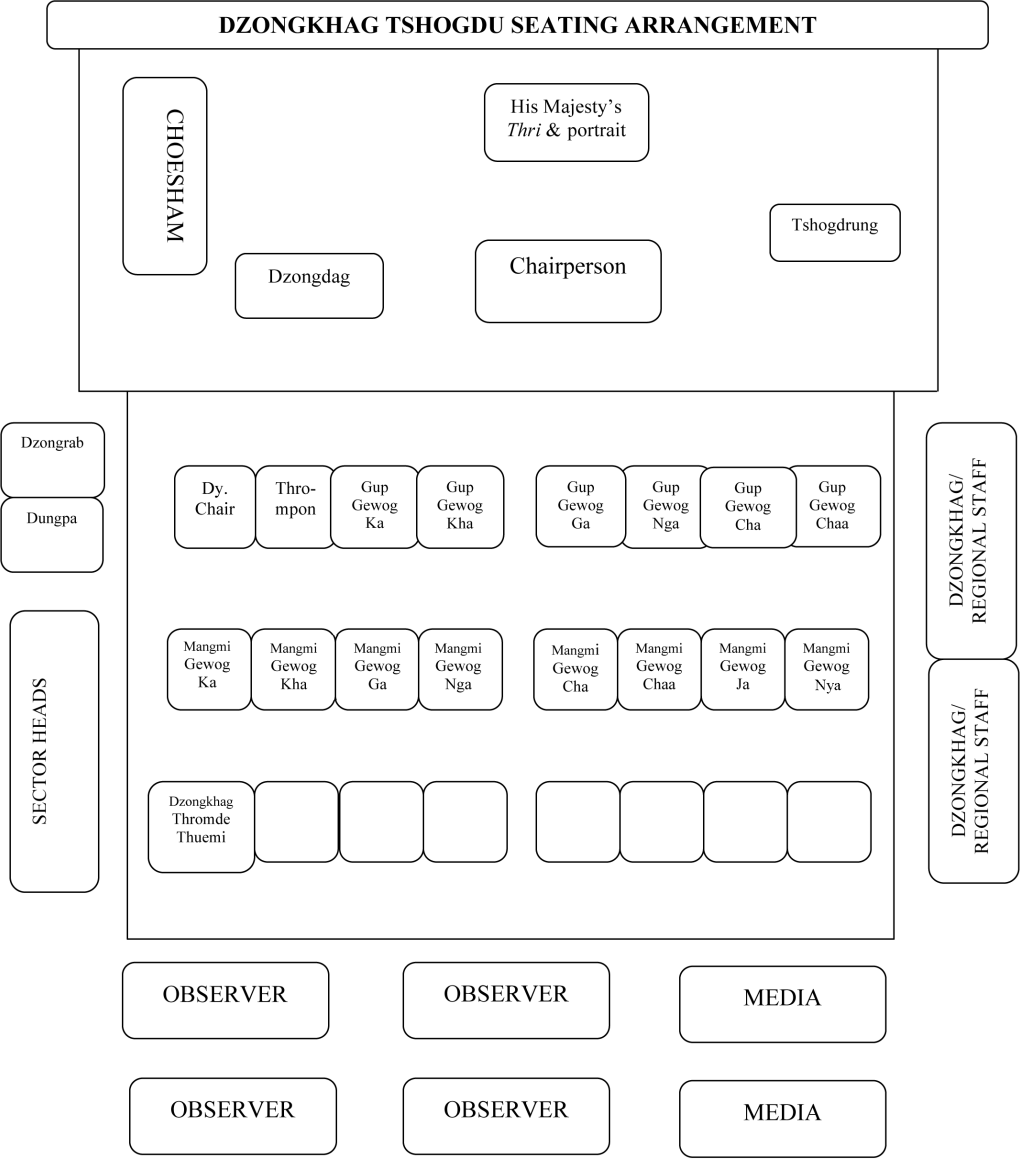 DZONGKHAG TSHOGDU SEATING ARRANGEMENT
CHOESHAM
His Majesty's
Thri & portrait
Tshogdrung
Dzongdag
Chairperson
Dzongrab
Dungpa
SECTOR HEADS
DZONGKHAG/
REGIONAL STAFF
DZONGKHAG/
REGIONAL STAFF
Dy.
Chair
Thro-
mpon
Gup
Gewog
Ka
Gup
Gewog
Kha
Gup
Gewog
Ga
Gup
Gewog
Nga
Gup
Gewog
Cha
Gup
Gewog
Chaa
Mangmi
Gewog
Ka
Mangmi
Gewog
Kha
Mangmi
Gewog
Ga
Mangmi
Gewog
Nga
Mangmi
Gewog
Cha
Mangmi
Gewog
Chaa
Mangmi
Gewog
Ja
Mangmi
Gewog
Nya
Dzongkhag
Thromde
Thuemi
OBSERVER
OBSERVER
MEDIA
OBSERVER
OBSERVER
MEDIA